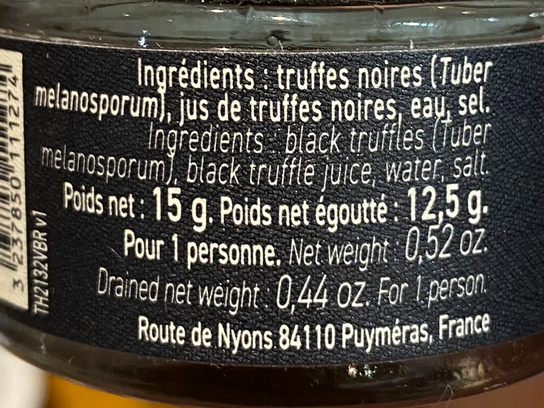 Ingrédients : truffes noires (Tuber
melanosporum), jus de truffes noires, eau, sel.
Ingredients : black truffles (Tuber
melanosporum), black truffle juice, water, salt.
Poids net : 15 g. Poids net égoutté : 12,5 g.
Pour 1 personne. Net weight : 0,52 oz.
Drained net weight : 0,44 oz. For 1 person.
Route de Nyons 84110 Puyméras, France
3 237850 111274
TH2132VBR v1